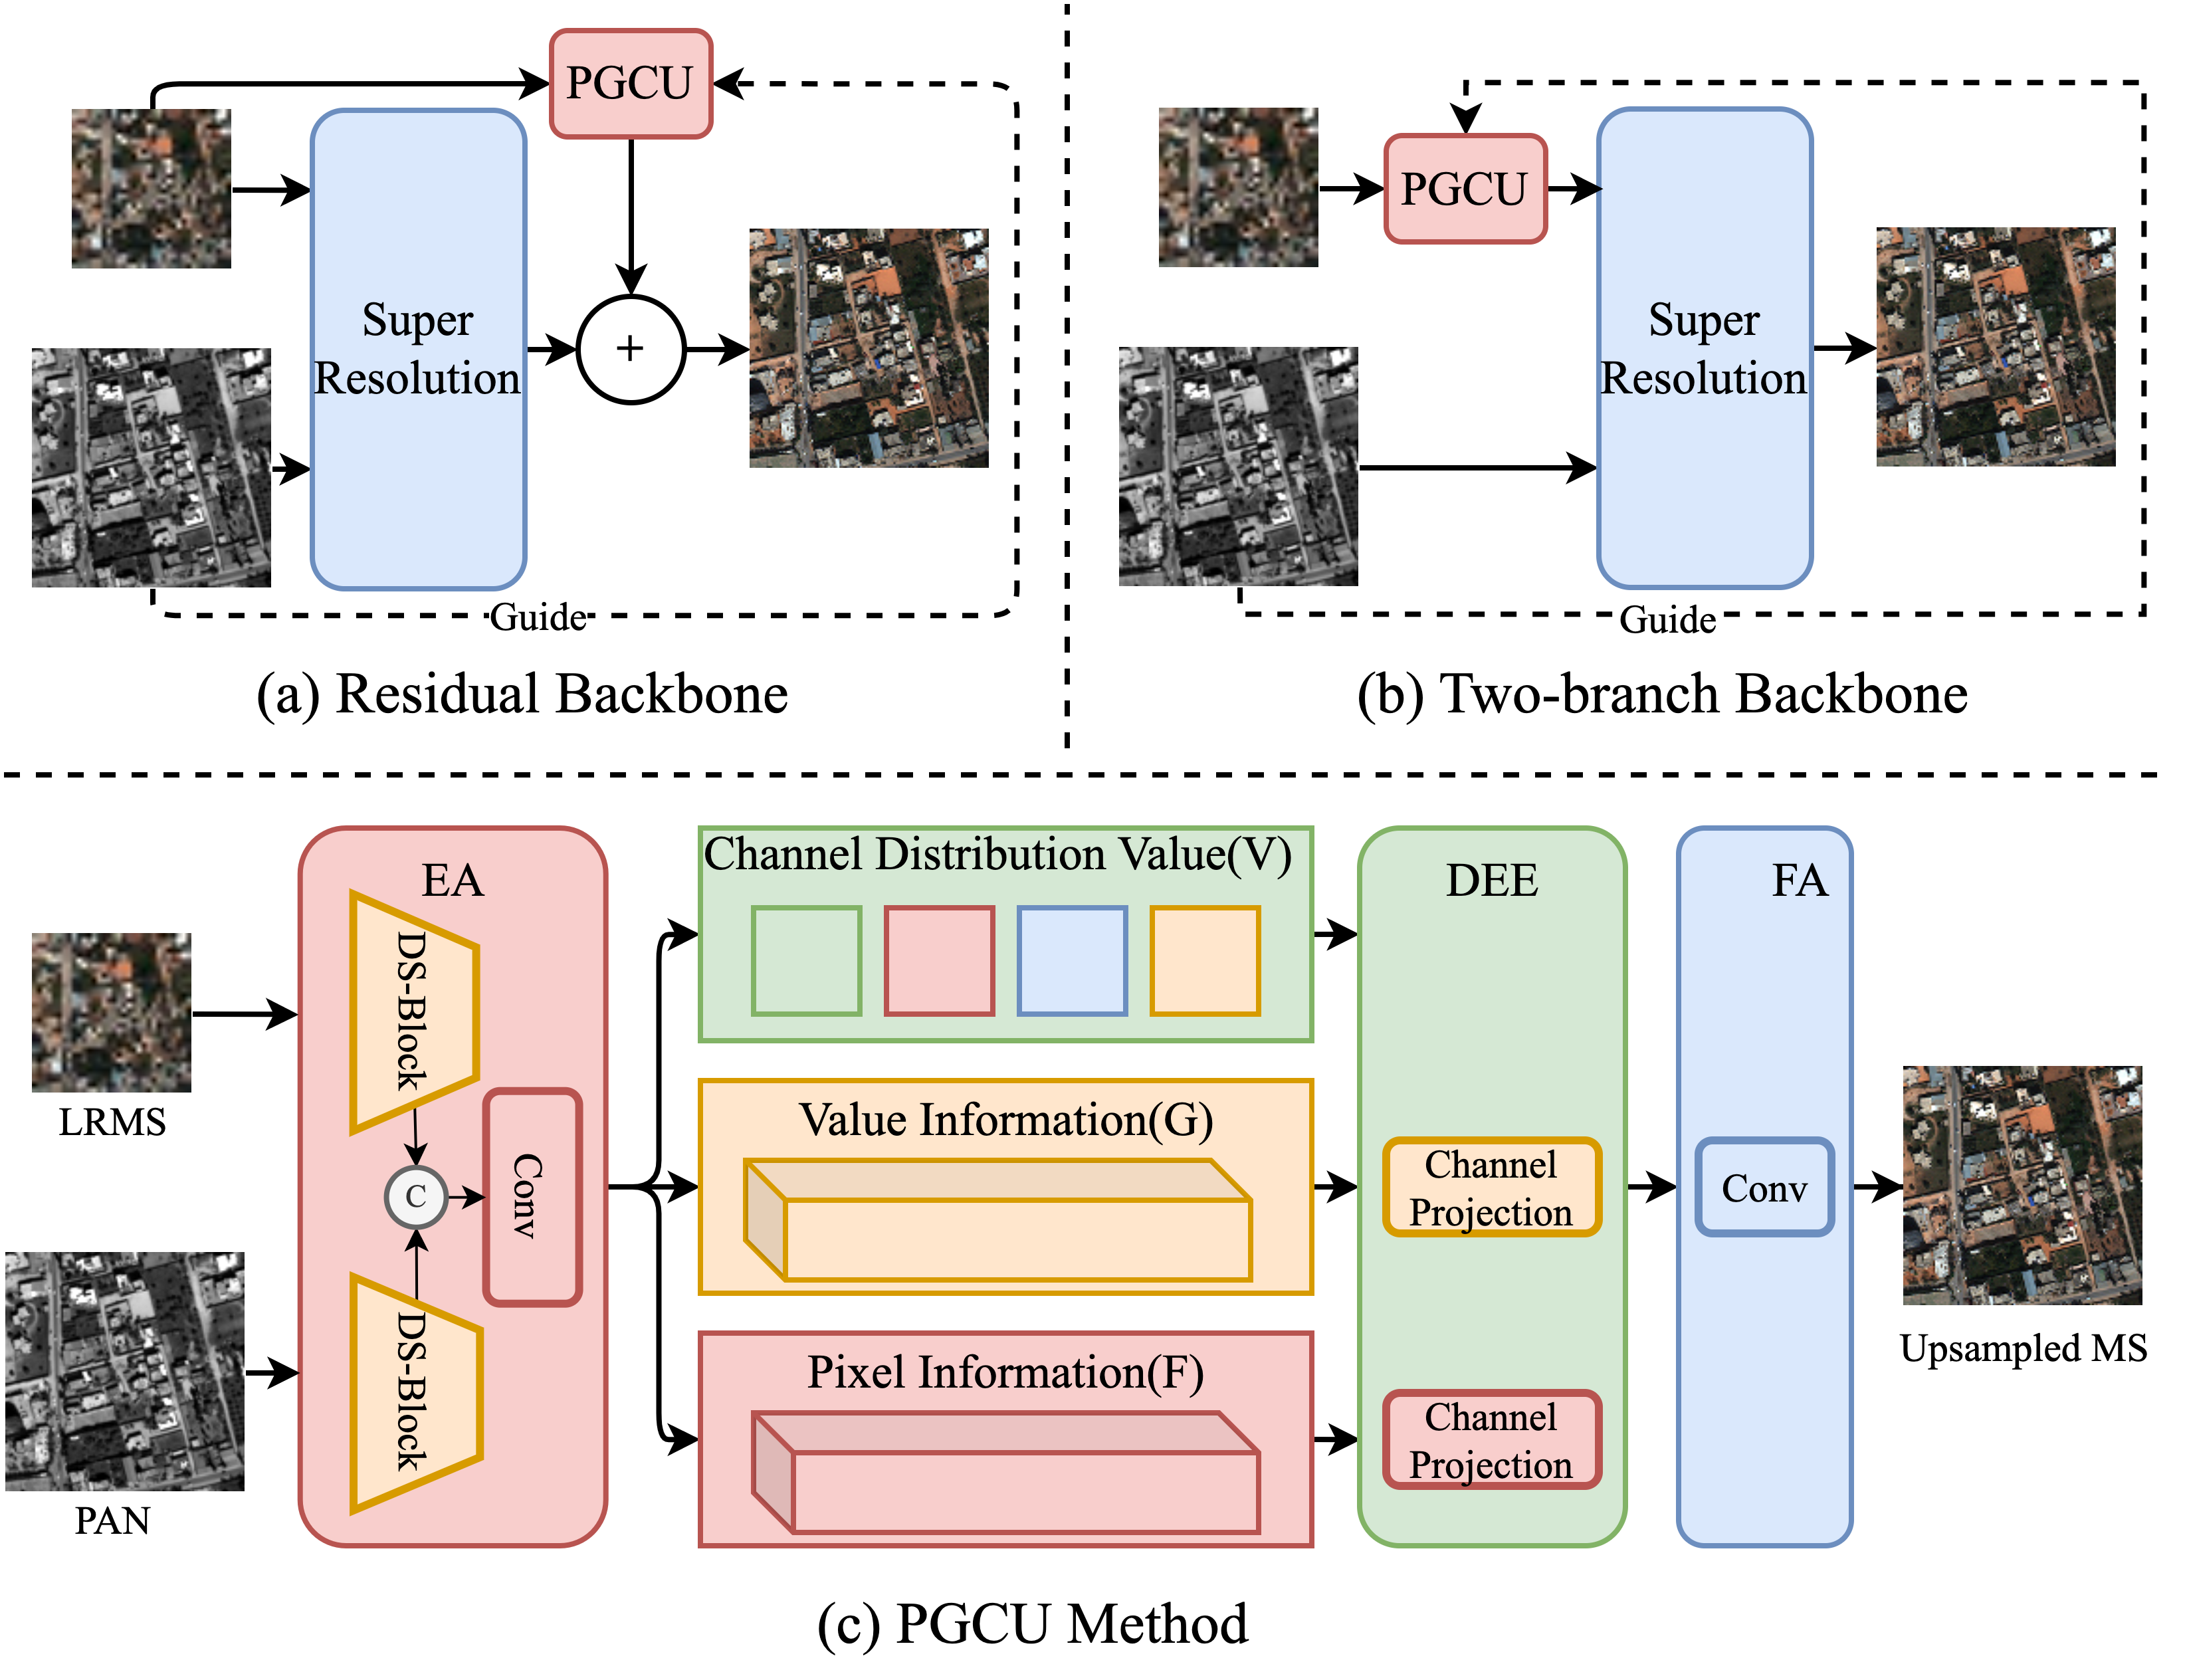 PGCU
Super
Resolution
+
Guide
(a) Residual Backbone
PGCU
Super
Resolution
Guide
(b) Two-branch Backbone
LRMS
PAN
EA
DS-Block
C
DS-Block
Conv
Channel Distribution Value(V)
Value Information(G)
Pixel Information(F)
DEE
Channel
Projection
Channel
Projection
FA
Conv
Upsampled MS
(c) PGCU Method